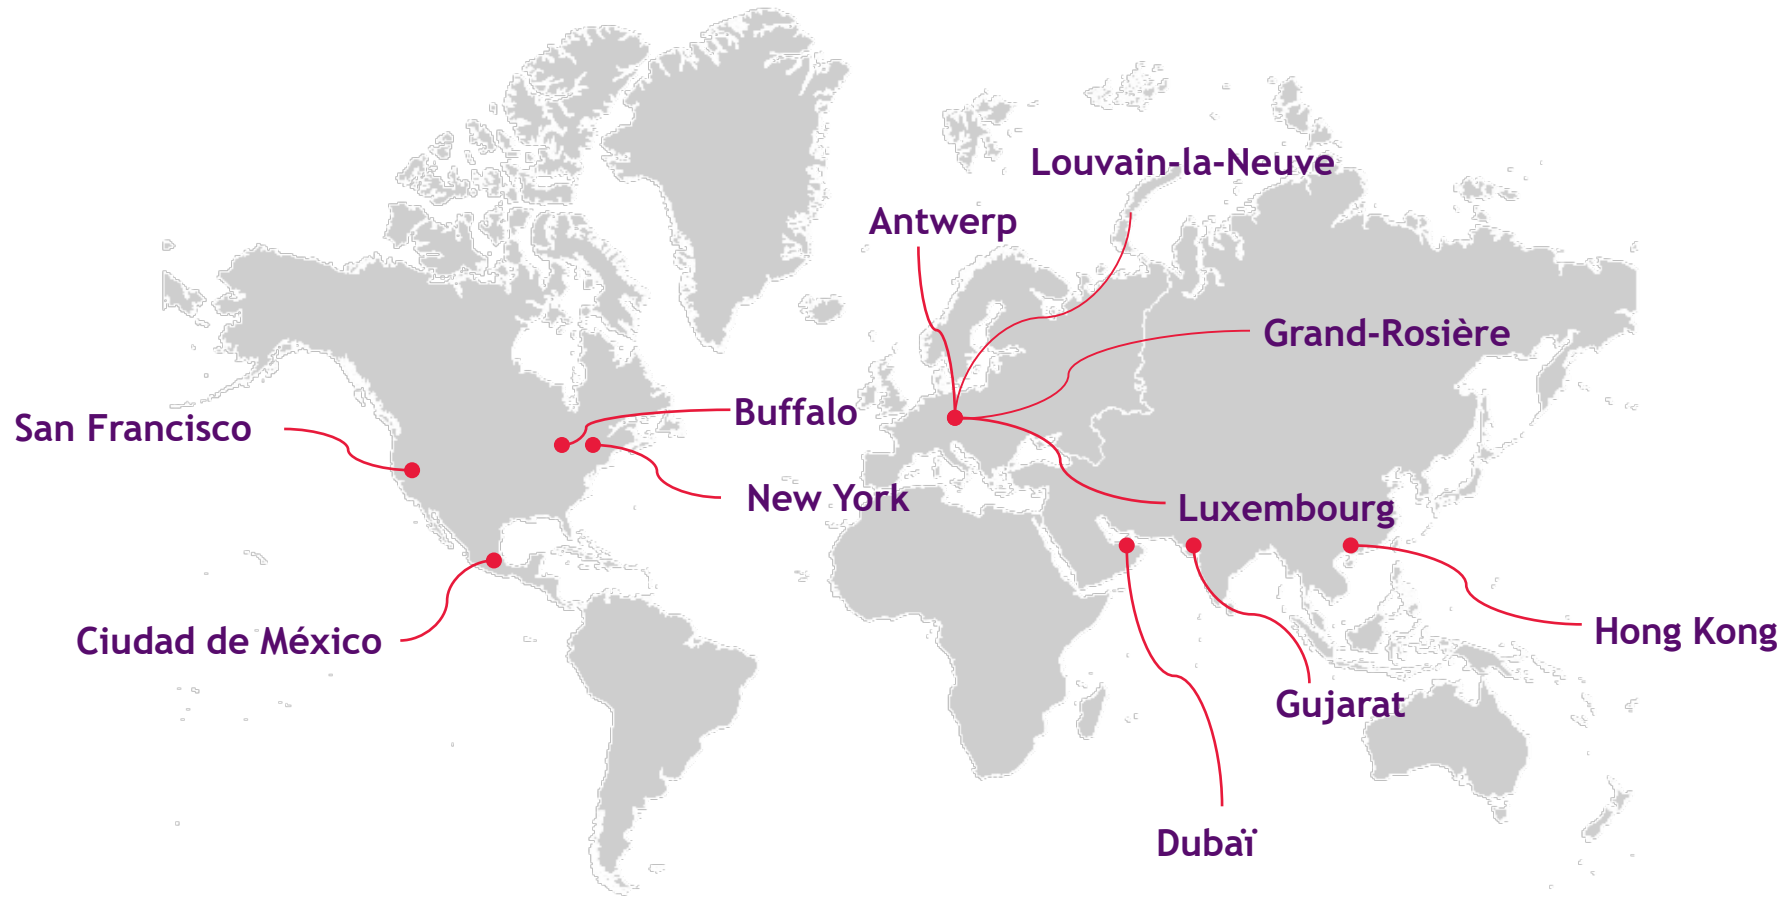 Louvain-la-Neuve
Antwerp
Grand-Rosière
Buffalo
San Francisco
New York
Luxembourg
Hong Kong
Ciudad de México
Gujarat
Dubaï